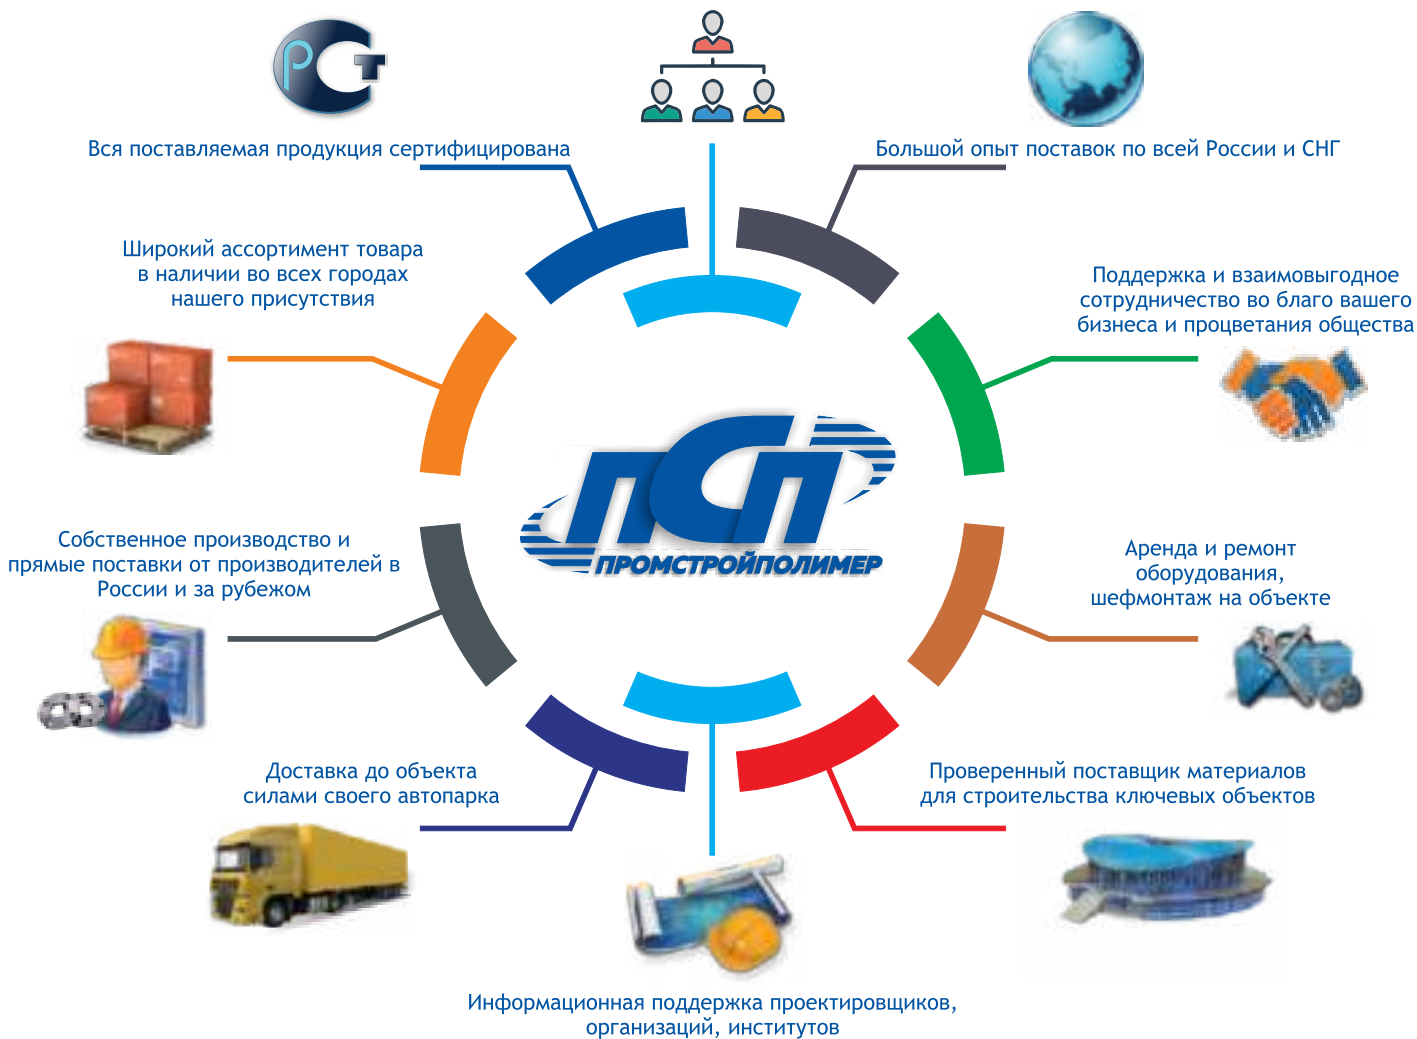 РСТ
Вся поставляемая продукция сертифицирована
Большой опыт поставок по всей России и СНГ
Широкий ассортимент товара
в наличии во всех городах
нашего присутствия
Поддержка и взаимовыгодное
сотрудничество во благо вашего
бизнеса и процветания общества
ПСП
ПРОМСТРОЙПОЛИМЕР
Собственное производство и
прямые поставки от производителей в
России и за рубежом
Аренда и ремонт
оборудования,
шефмонтаж на объекте
Доставка до объекта
силами своего автопарка
Проверенный поставщик материалов
для строительства ключевых объектов
Информационная поддержка проектировщиков,
организаций, институтов